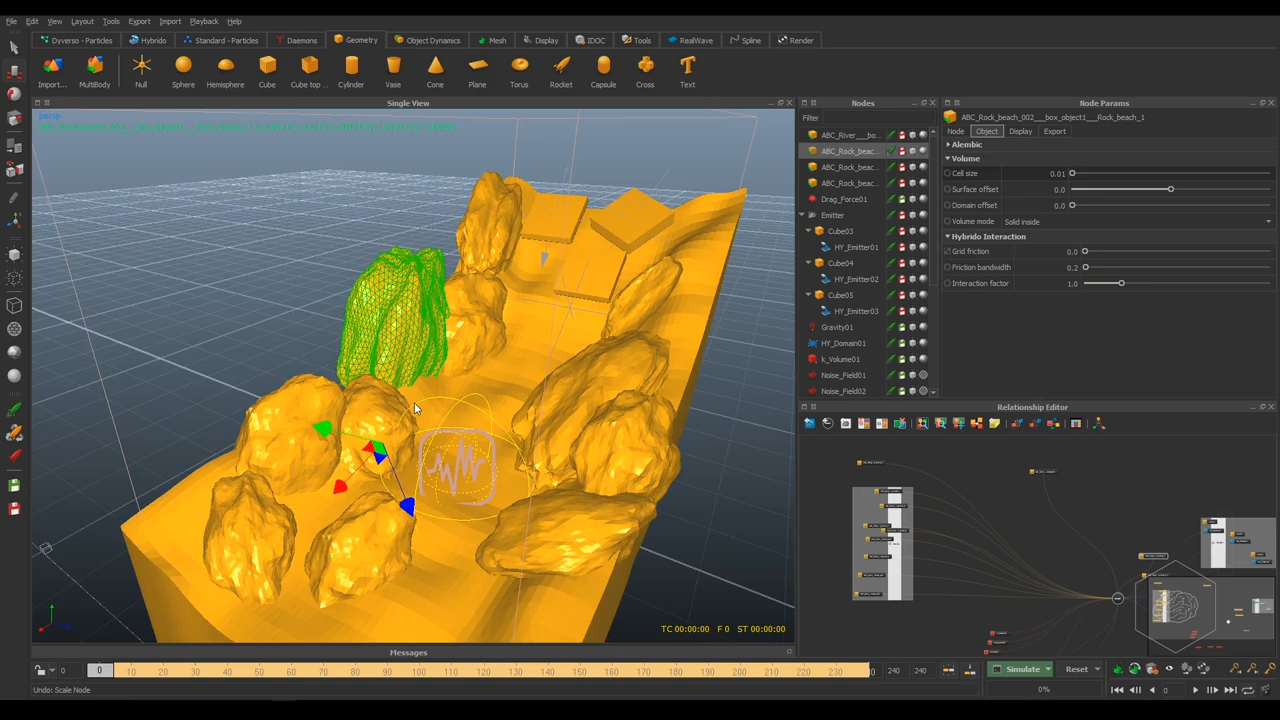 File Edit View Layout Tools Export Import Playback Help
Dyverso - Particles Hybrido Standard - Particles Daemons Geometry Object Dynamics Mesh Display IDOC Tools RealWave Spline Render
Import... MultiBody Null Sphere Hemisphere Cube Cube top ... Cylinder Vase Cone Plane Torus Rocket Capsule Cross Text
Single View
persp
TC 00:00:00 F 0 ST 00:00:00
Messages
Nodes
Filter
ABC_River___bo...
ABC_Rock_beac...
ABC_Rock_beac...
ABC_Rock_beac...
Drag_Force01
Emitter
Cube03
HY_Emitter01
Cube04
HY_Emitter02
Cube05
HY_Emitter03
Gravity01
HY_Domain01
k_Volume01
Noise_Field01
Noise_Field02
Node Params
ABC_Rock_beach_002___box_object1___Rock_beach_1
Node Object Display Export
Alembic
Volume
Cell size 0.01
Surface offset 0.0
Domain offset 0.0
Volume mode Solid inside
Hybrido Interaction
Grid friction 0.0
Friction bandwidth 0.2
Interaction factor 1.0
Relationship Editor
0 0 10 20 30 40 50 60 70 80 90 100 110 120 130 140 150 160 170 180 190 200 210 220 230 240 240
Simulate Reset
Undo: Scale Node
0% 0